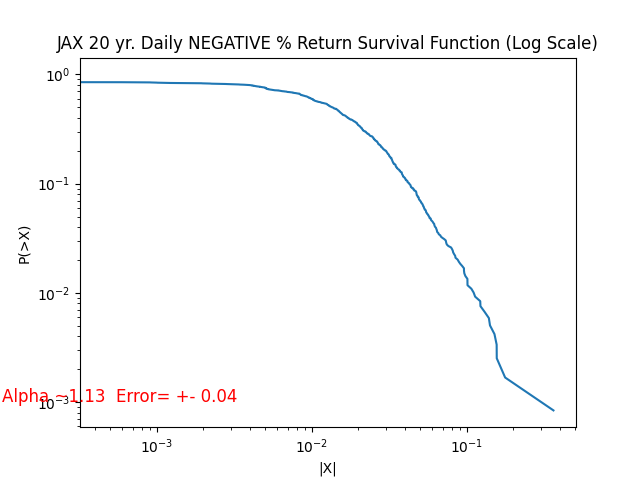 JAX 20 yr. Daily NEGATIVE % Return Survival Function (Log Scale)
10⁰
10⁻¹
10⁻²
10⁻³
P(>X)
Alpha ~1.13 Error= +- 0.04
10⁻³ 10⁻² 10⁻¹
|X|